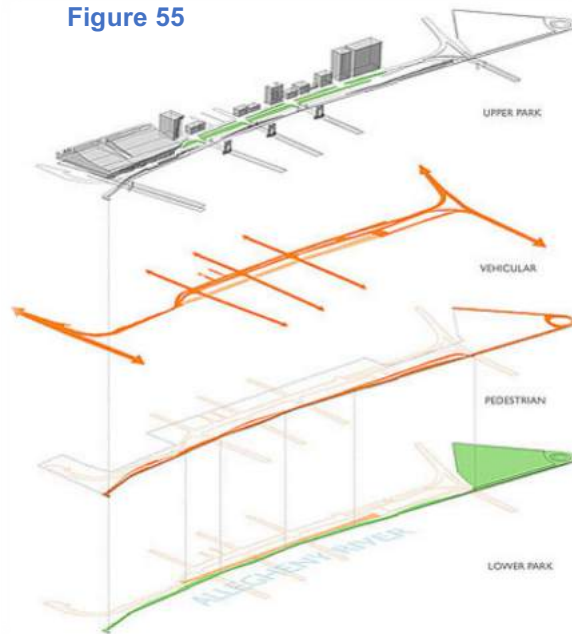 Figure 55
UPPER PARK
VEHICULAR
PEDESTRIAN
LOWER PARK
ALLEGHENY RIVER